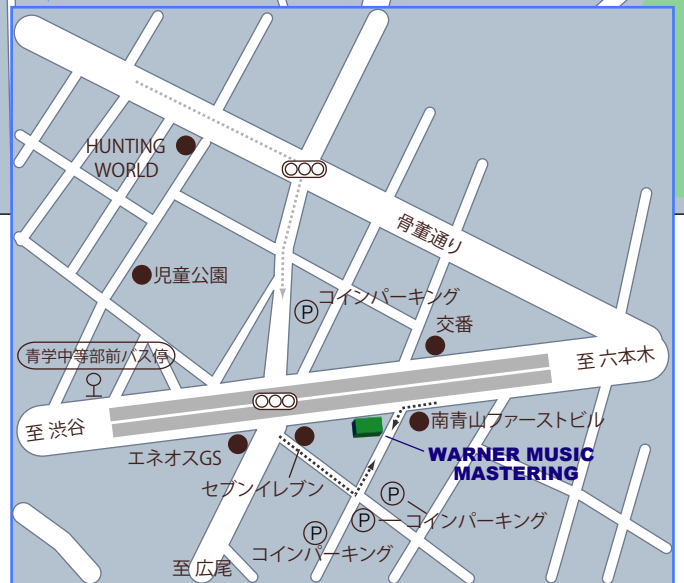 HUNTING
WORLD
骨董通り
児童公園
P
コインパーキング
交番
青学中等部前バス停
至 六本木
至 渋谷
南青山ファーストビル
エネオスGS
WARNER MUSIC
MASTERING
セブンイレブン
P
P
コインパーキング
P
コインパーキング
至 広尾